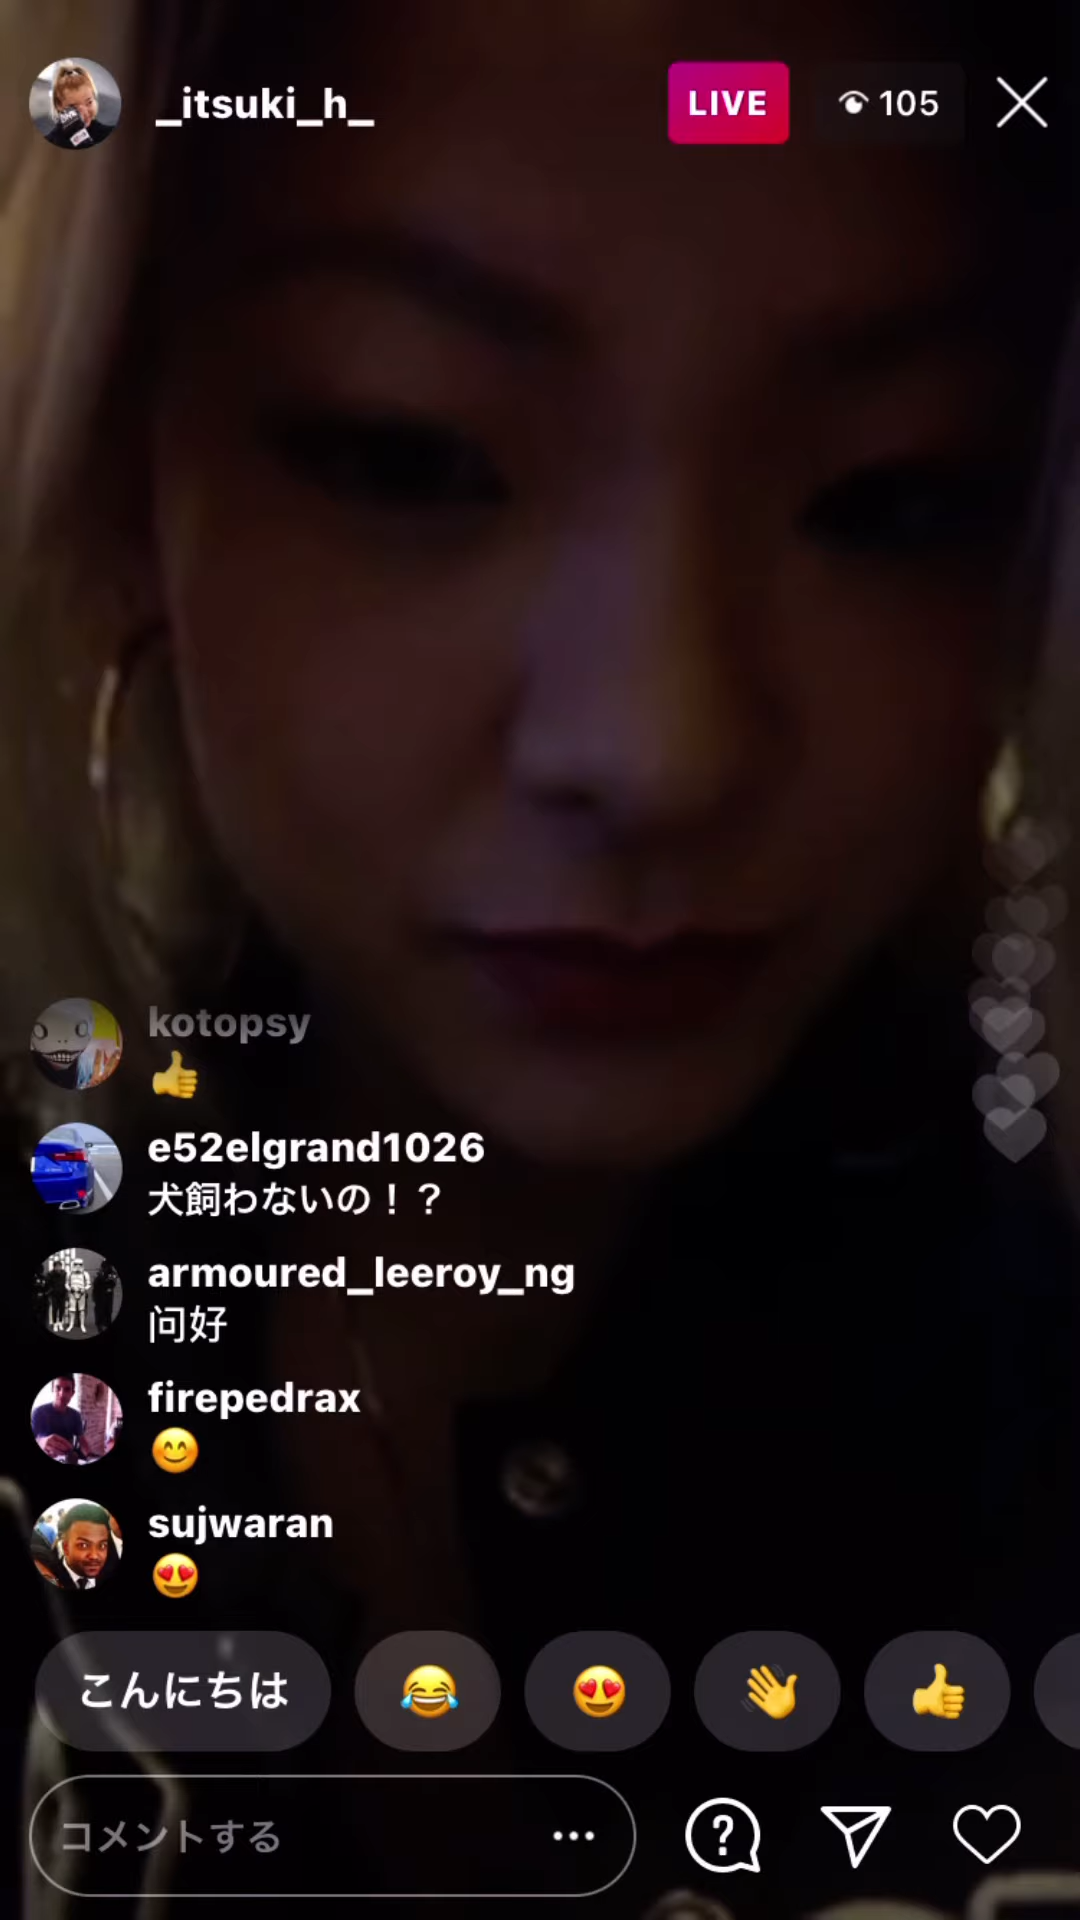 _itsuki_h_
LIVE
105
kotopsy
👍
e52elgrand1026
犬飼わないの！？
armoured_leeroy_ng
问好
firepedrax
😊
sujwaran
😍
こんにちは 😂 😍 👋 👍
コメントする